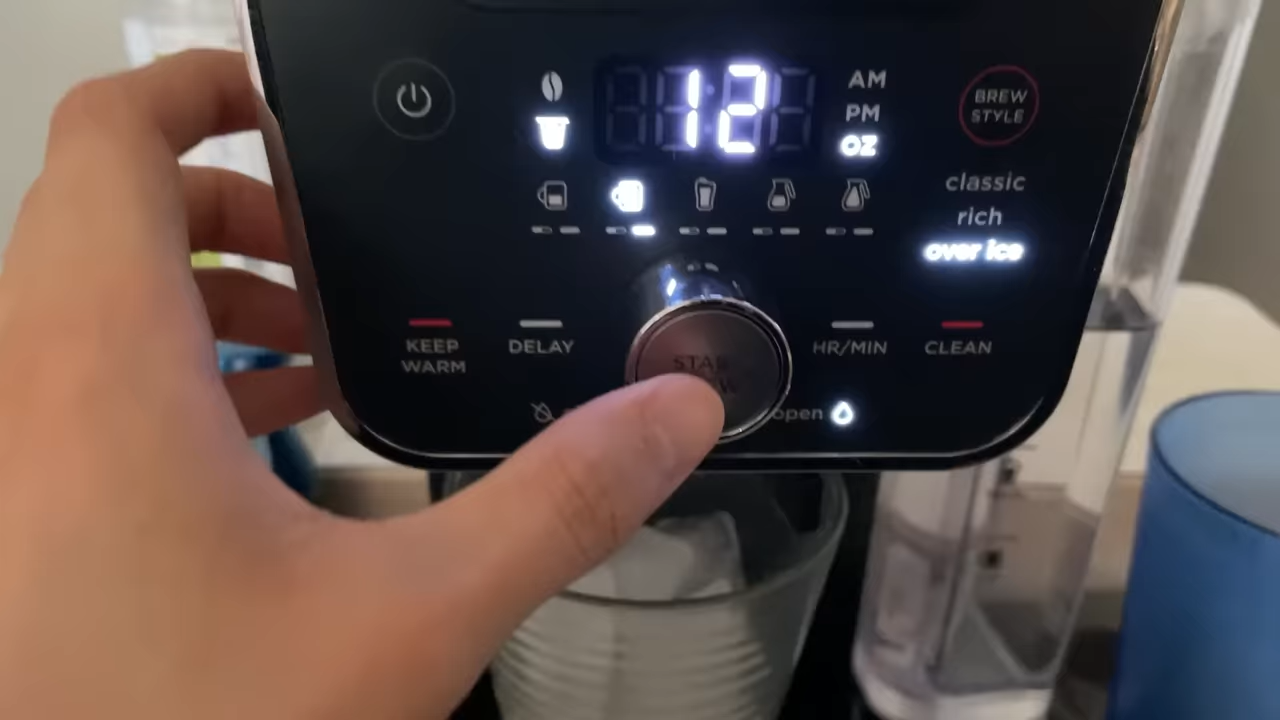 12
AM
PM
OZ
BREW
STYLE
classic
rich
over ice
KEEP
WARM
DELAY
HR/MIN
CLEAN
open